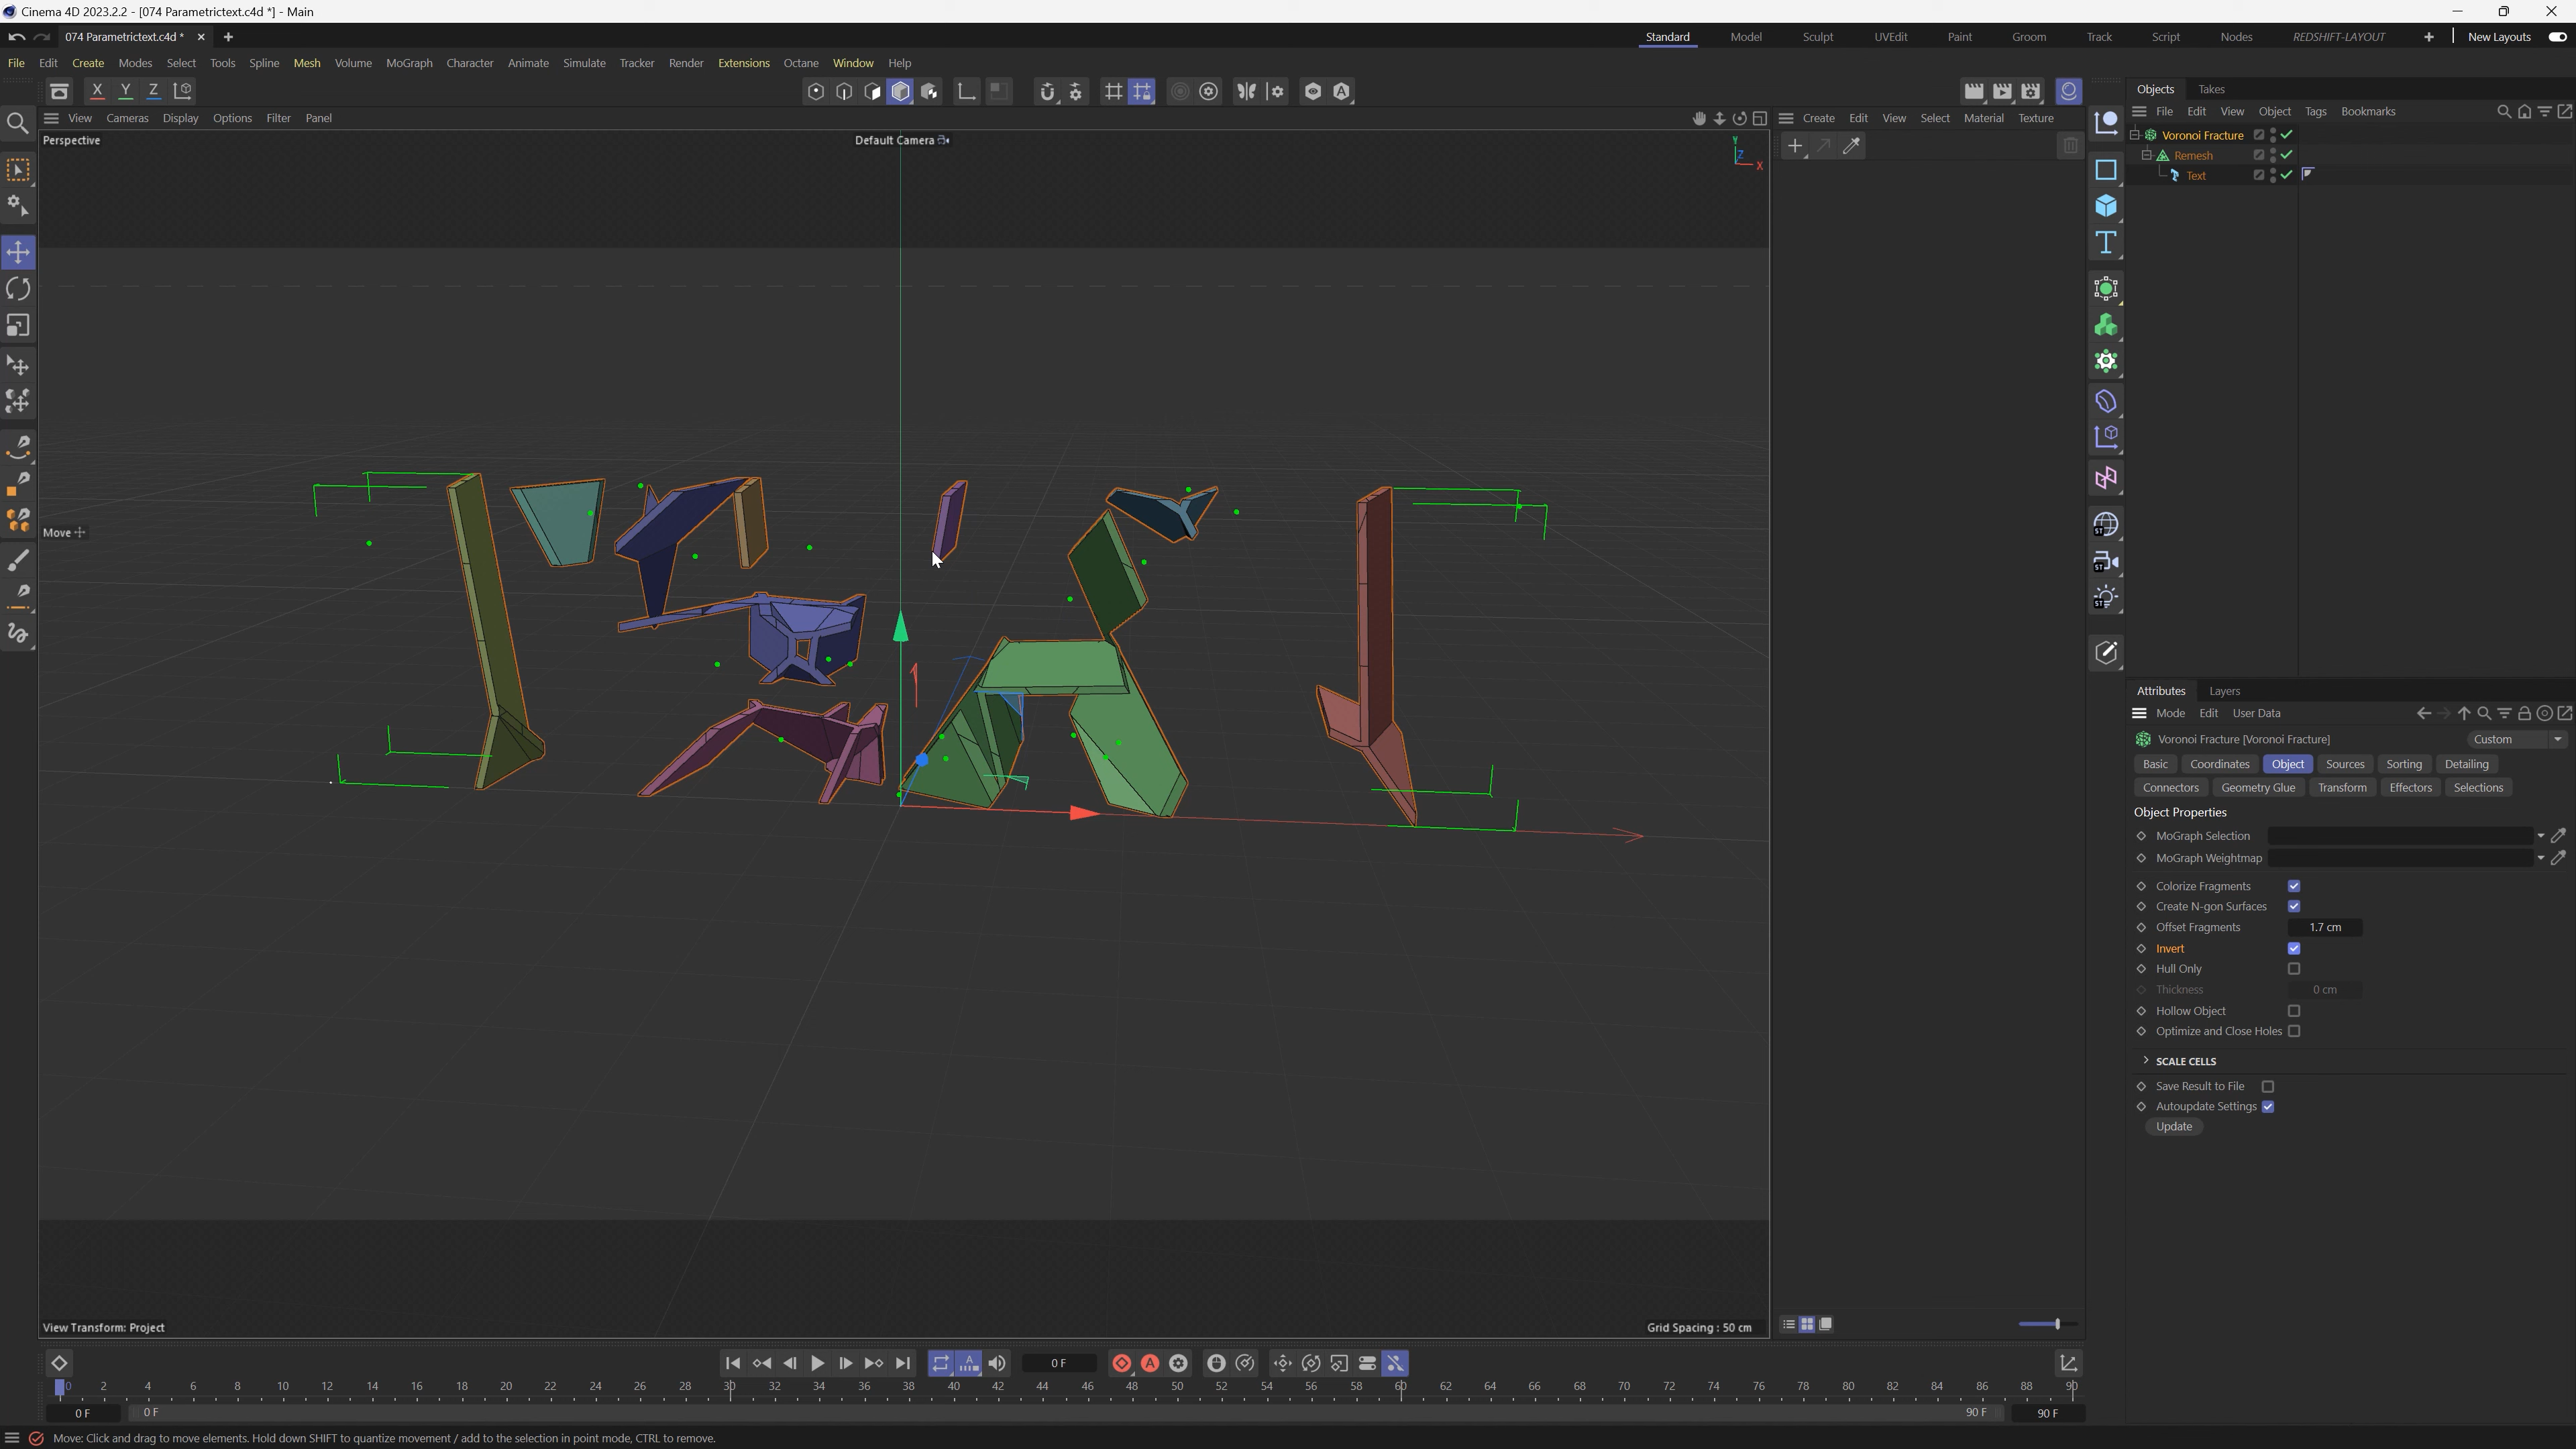 Cinema 4D 2023.2.2 - [074 Parametrictext.c4d *] - Main
074 Parametrictext.c4d *
Standard Model Sculpt UVEdit Paint Groom Track Script Nodes REDSHIFT-LAYOUT New Layouts
File Edit Create Modes Select Tools Spline Mesh Volume MoGraph Character Animate Simulate Tracker Render Extensions Octane Window Help
X Y Z
View Cameras Display Options Filter Panel
Perspective
Default Camera
Y
Z
X
Move
View Transform: Project
Grid Spacing : 50 cm
Create Edit View Select Material Texture
ST
ST
ST
Objects Takes
File Edit View Object Tags Bookmarks
Voronoi Fracture
Remesh
Text
Attributes Layers
Mode Edit User Data
Voronoi Fracture [Voronoi Fracture]
Custom
Basic Coordinates Object Sources Sorting Detailing
Connectors Geometry Glue Transform Effectors Selections
Object Properties
MoGraph Selection
MoGraph Weightmap
Colorize Fragments
Create N-gon Surfaces
Offset Fragments 1.7 cm
Invert
Hull Only
Thickness 0 cm
Hollow Object
Optimize and Close Holes
SCALE CELLS
Save Result to File
Autoupdate Settings
Update
0 F
0 2 4 6 8 10 12 14 16 18 20 22 24 26 28 30 32 34 36 38 40 42 44 46 48 50 52 54 56 58 60 62 64 66 68 70 72 74 76 78 80 82 84 86 88 90
0 F 0 F 90 F 90 F
Move: Click and drag to move elements. Hold down SHIFT to quantize movement / add to the selection in point mode, CTRL to remove.